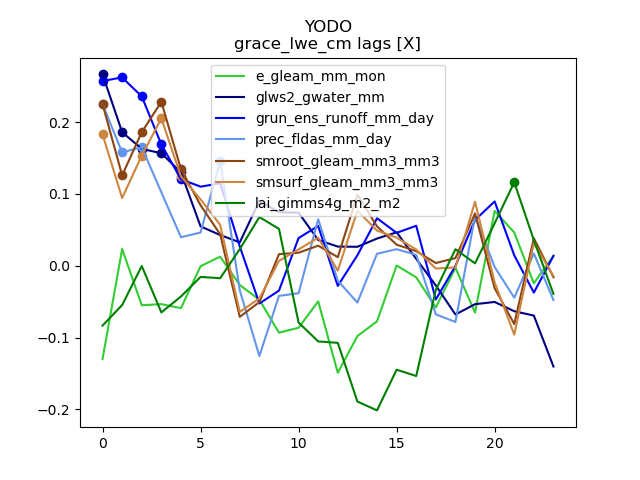 YODO
grace_lwe_cm lags [X]
e_gleam_mm_mon
glws2_gwater_mm
grun_ens_runoff_mm_day
prec_fldas_mm_day
smroot_gleam_mm3_mm3
smsurf_gleam_mm3_mm3
lai_gimms4g_m2_m2
0.2
0.1
0.0
−0.1
−0.2
0 5 10 15 20